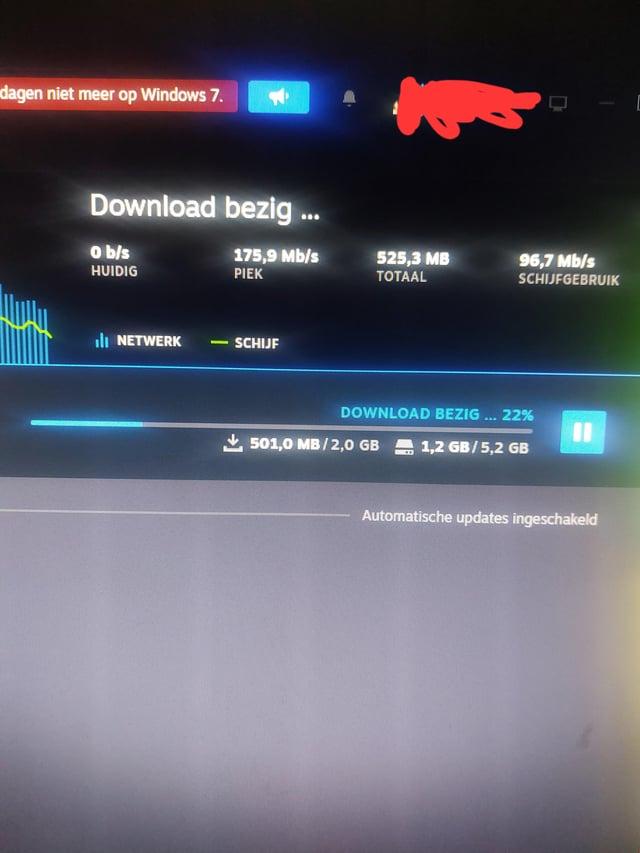 dagen niet meer op Windows 7.
Download bezig ...
0 b/s
HUIDIG
175,9 Mb/s
PIEK
525,3 MB
TOTAAL
96,7 Mb/s
SCHIJFGEBRUIK
NETWERK
SCHIJF
DOWNLOAD BEZIG ... 22%
501,0 MB / 2,0 GB
1,2 GB / 5,2 GB
Automatische updates ingeschakeld